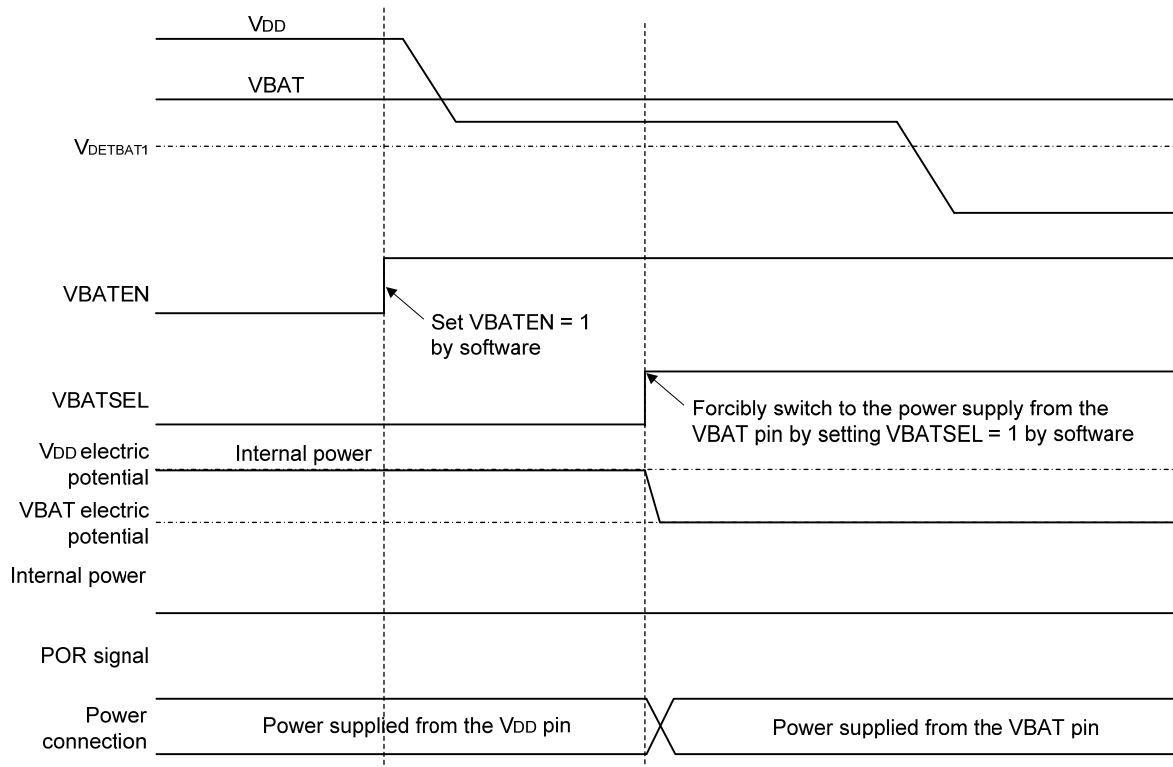 VDD
VBAT
VDETBAT1
VBATEN
Set VBATEN = 1
by software
VBATSEL
Forcibly switch to the power supply from the
VBAT pin by setting VBATSEL = 1 by software
VDD electric
potential
Internal power
VBAT electric
potential
Internal power
POR signal
Power
connection
Power supplied from the VDD pin
Power supplied from the VBAT pin